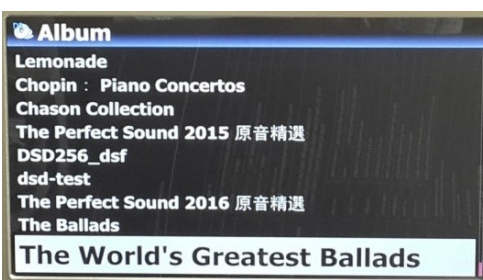 Album
Lemonade
Chopin： Piano Concertos
Chason Collection
The Perfect Sound 2015 原音精選
DSD256_dsf
dsd-test
The Perfect Sound 2016 原音精選
The Ballads
The World's Greatest Ballads